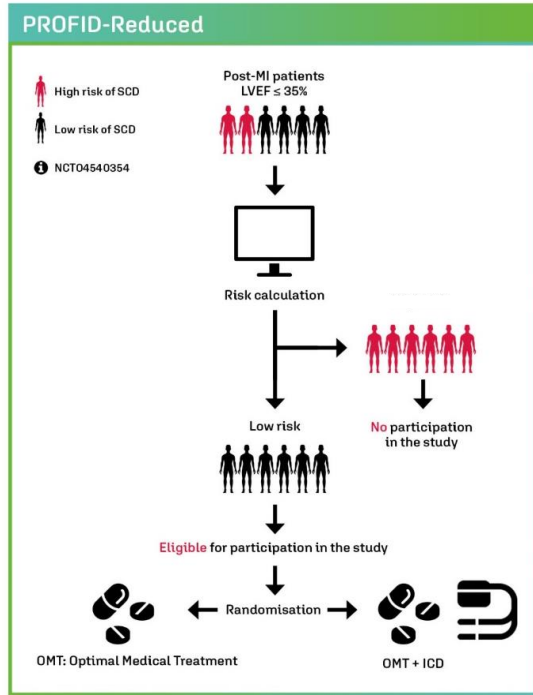 PROFID-Reduced
High risk of SCD
Low risk of SCD
NCT04540354
Post-MI patients
LVEF ≤ 35%
Risk calculation
Low risk
No participation
in the study
Eligible for participation in the study
Randomisation
OMT: Optimal Medical Treatment
OMT + ICD